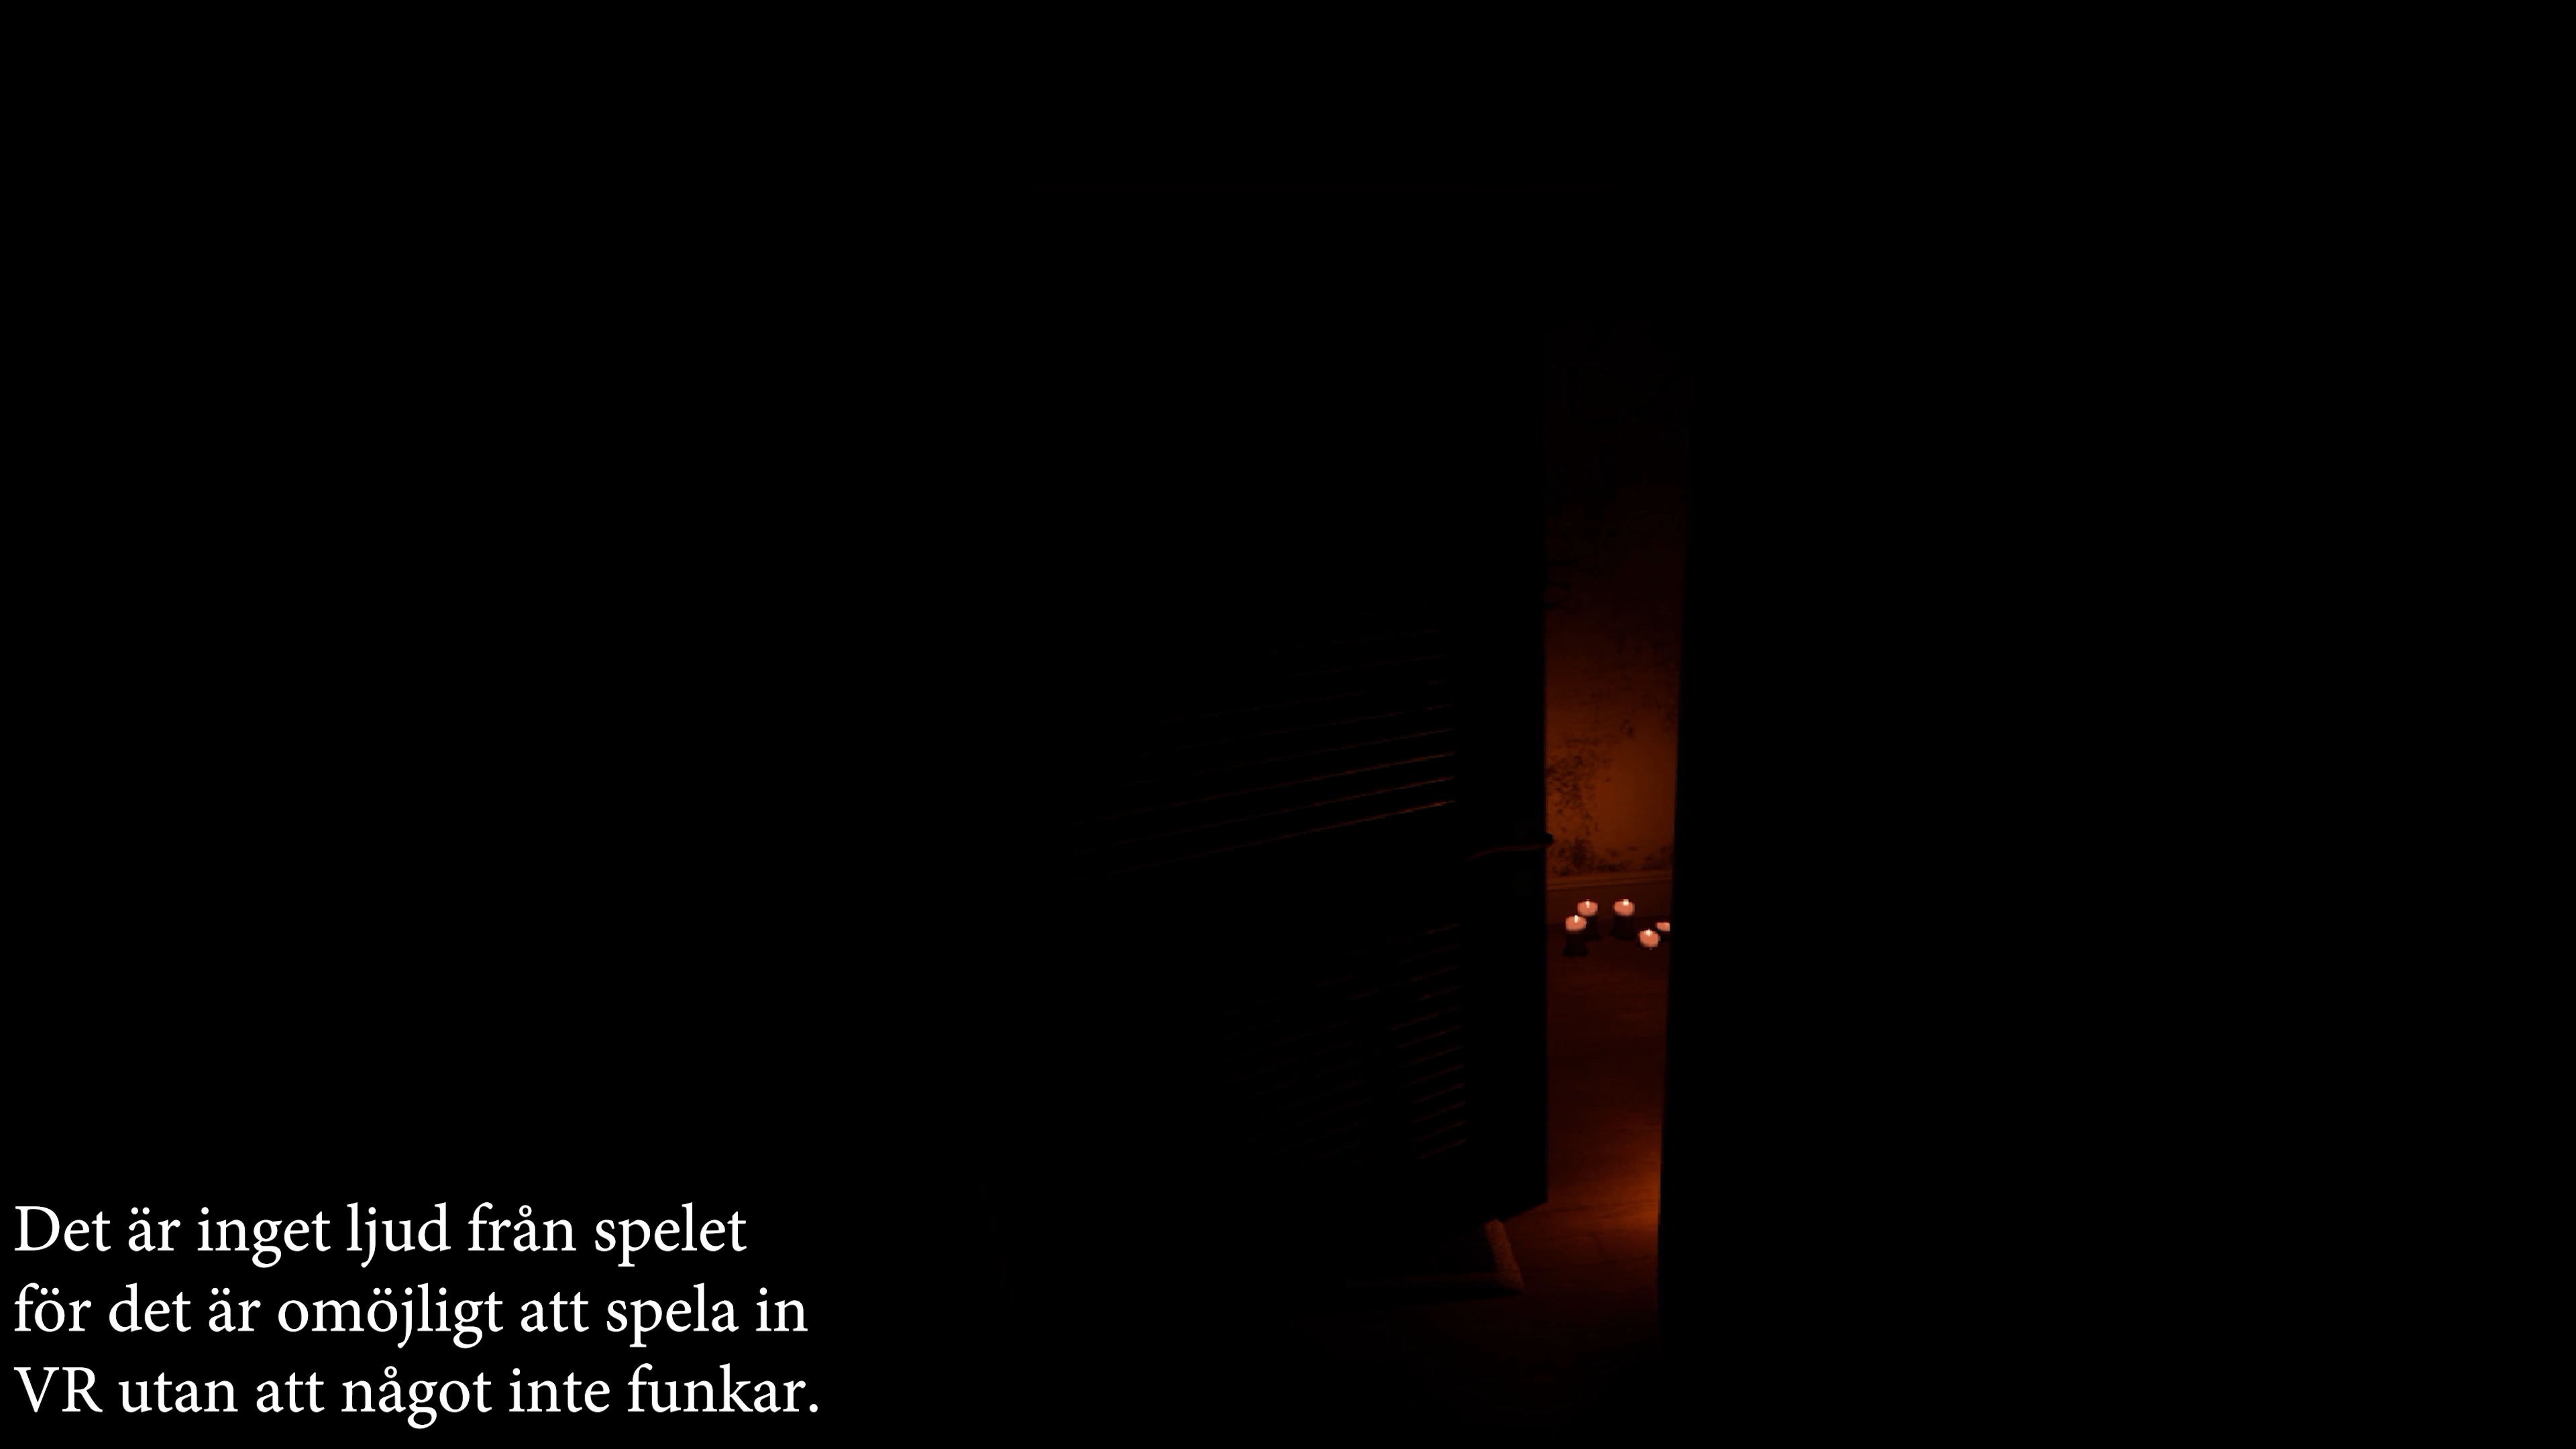 Det är inget ljud från spelet
för det är omöjligt att spela in
VR utan att något inte funkar.